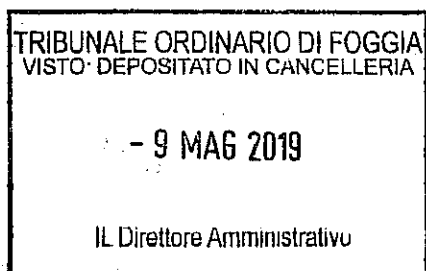 TRIBUNALE ORDINARIO DI FOGGIA
VISTO· DEPOSITATO IN CANCELLERIA
- 9 MAG 2019
IL Direttore Amministrativo